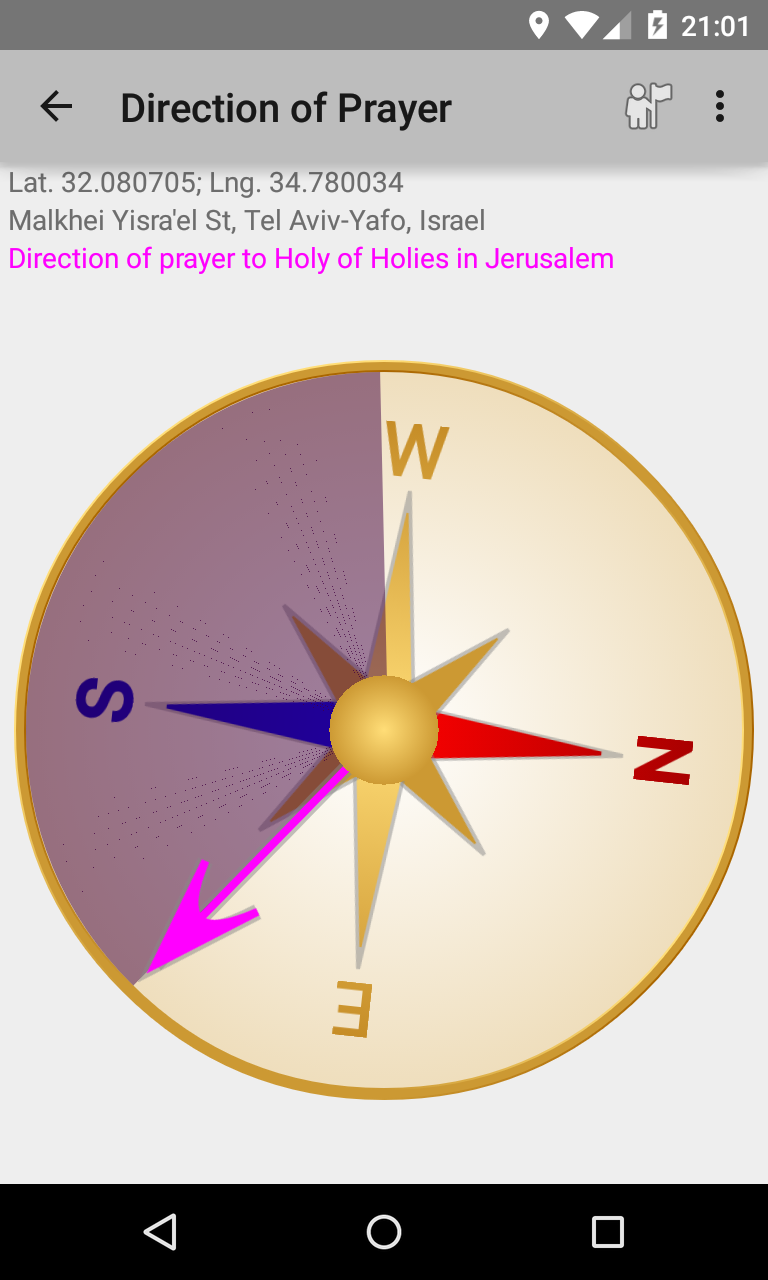 21:01
Direction of Prayer
Lat. 32.080705; Lng. 34.780034
Malkhei Yisra'el St, Tel Aviv-Yafo, Israel
Direction of prayer to Holy of Holies in Jerusalem
W
S
N
E